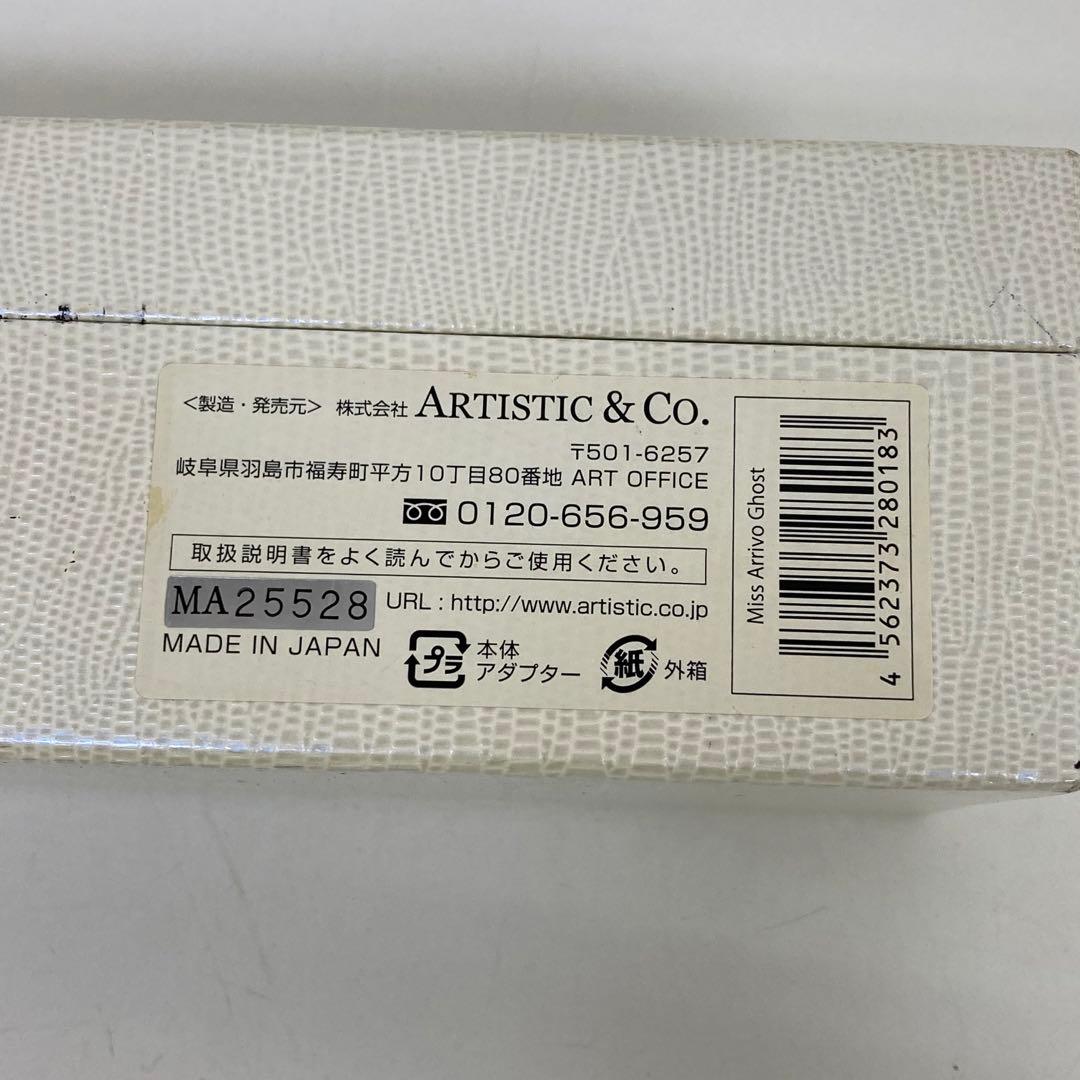 <製造・発売元> 株式会社 ARTISTIC & CO.
〒501-6257
岐阜県羽島市福寿町平方10丁目80番地 ART OFFICE
0120-656-959
取扱説明書をよく読んでからご使用ください。
MA25528 URL : http://www.artistic.co.jp
MADE IN JAPAN
プラ 本体
アダプター
紙 外箱
Miss Arrivo Ghost
4 562373 280183